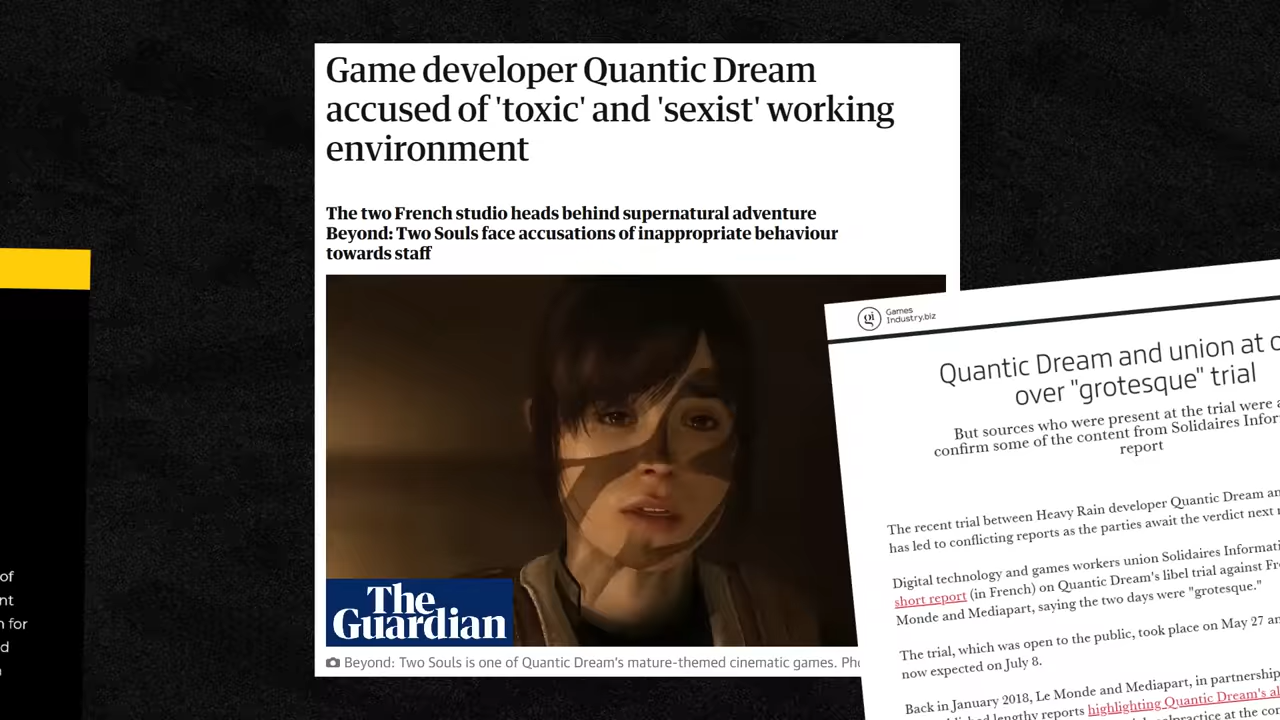 Game developer Quantic Dream
accused of 'toxic' and 'sexist' working
environment
The two French studio heads behind supernatural adventure
Beyond: Two Souls face accusations of inappropriate behaviour
towards staff
The
Guardian
Beyond: Two Souls is one of Quantic Dream's mature-themed cinematic games.
gi Games
Industry.biz
Quantic Dream and union at
over "grotesque" trial
But sources who were present at the trial were
confirm some of the content from Solidaires
report
The recent trial between Heavy Rain developer Quantic Dream
has led to conflicting reports as the parties await the verdict next
Digital technology and games workers union Solidaires
short report (in French) on Quantic Dream's libel trial against
Monde and Mediapart, saying the two days were "grotesque."
The trial, which was open to the public, took place on May 27
now expected on July 8.
Back in January 2018, Le Monde and Mediapart, in partnership
lengthy reports highlighting Quantic Dream's
at the
of
for